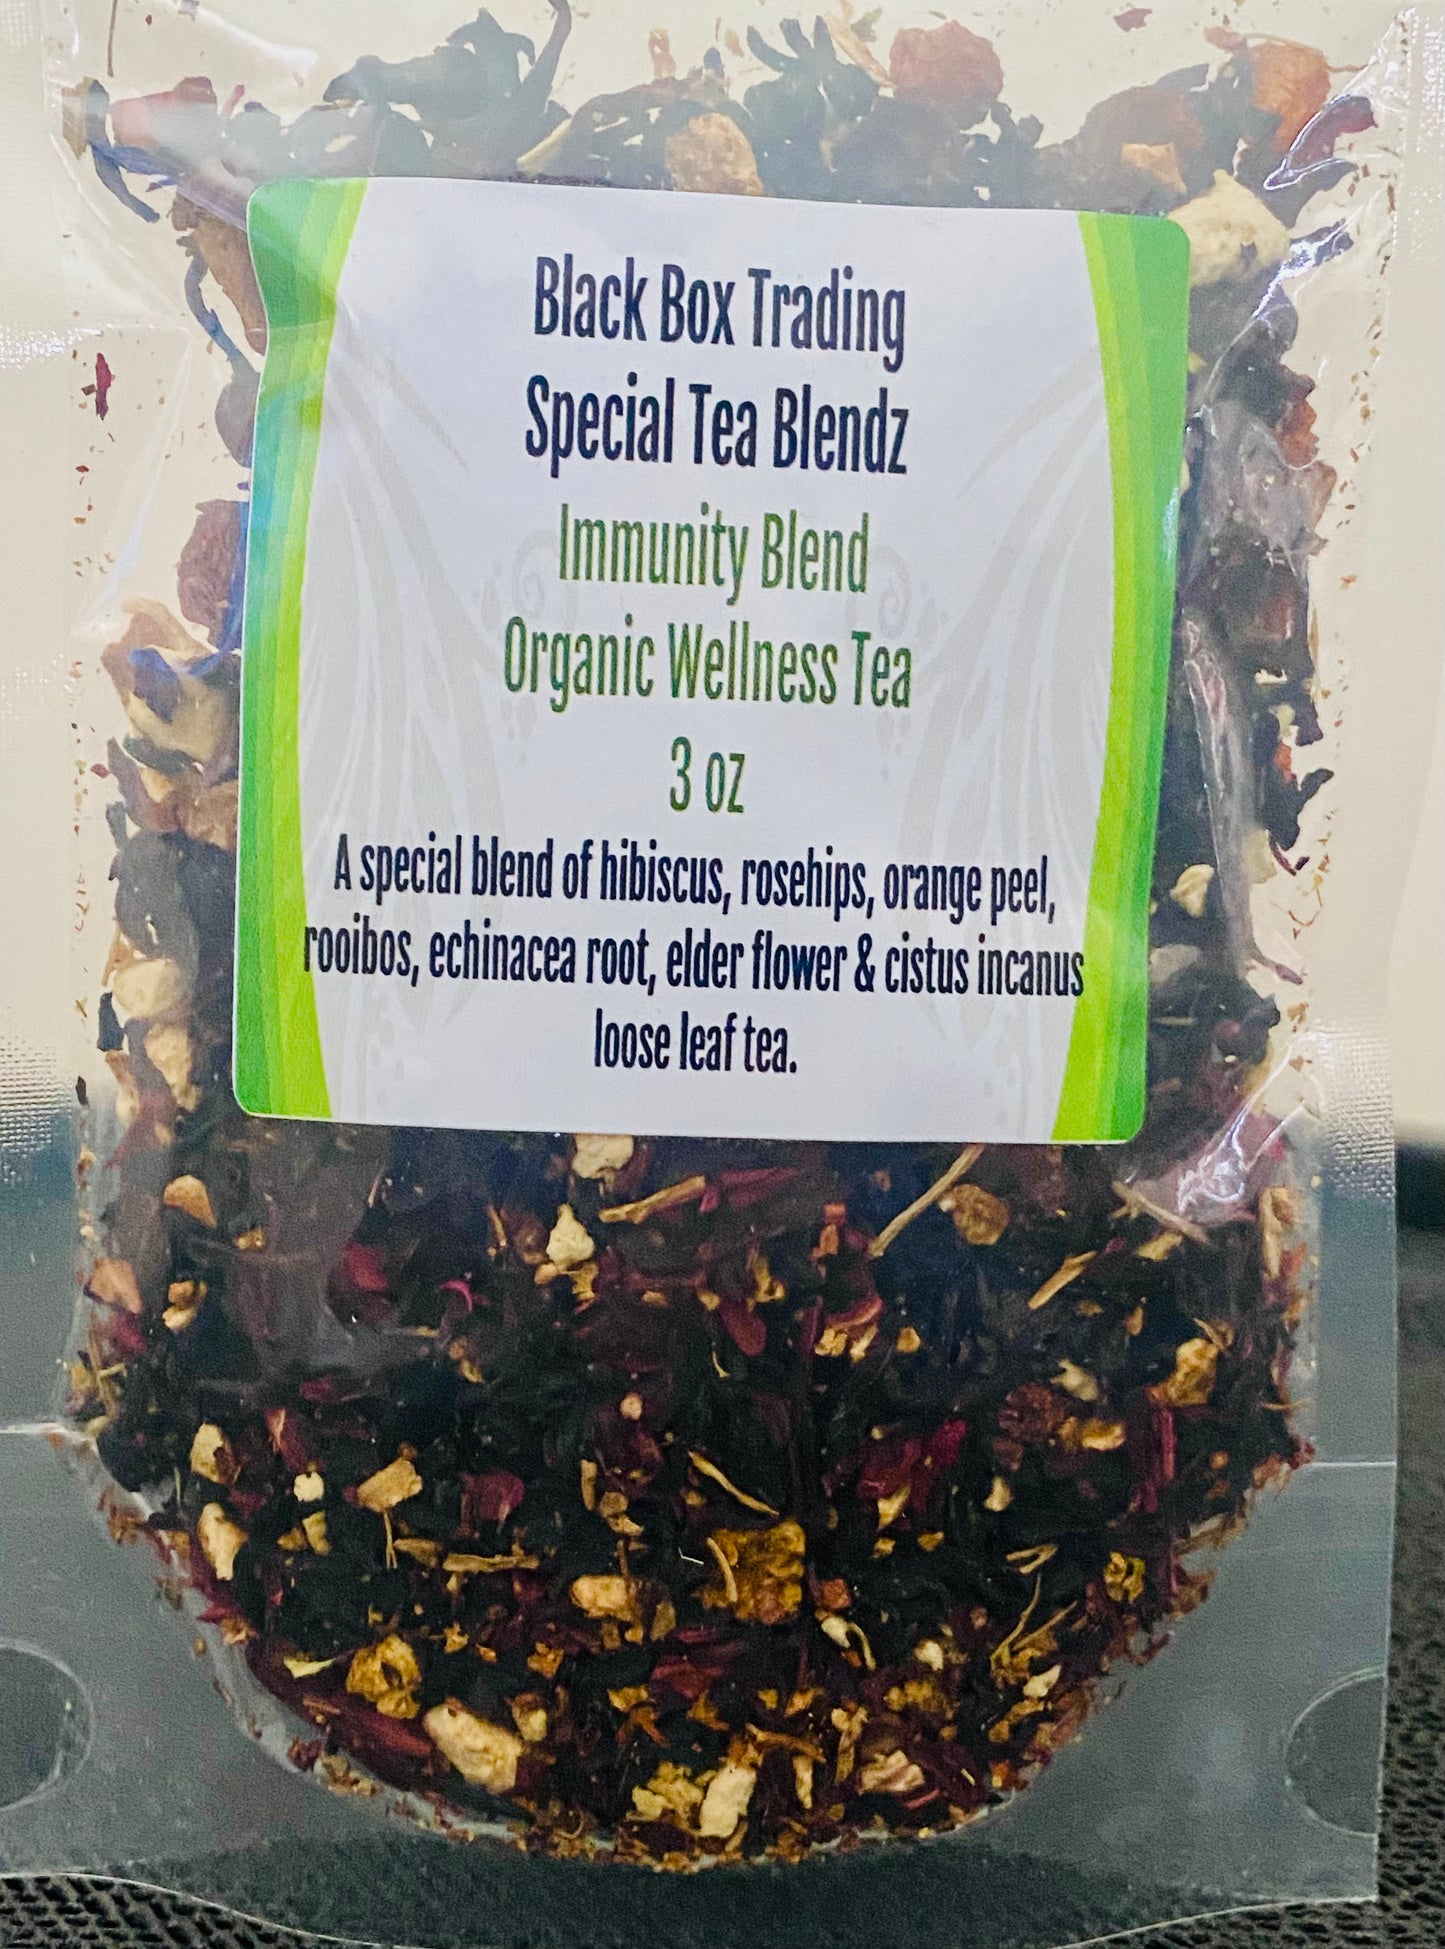 Black Box Trading
Special Tea Blendz
Immunity Blend
Organic Wellness Tea
3 oz
A special blend of hibiscus, rosehips, orange peel,
rooibos, echinacea root, elder flower & cistus incanus
loose leaf tea.